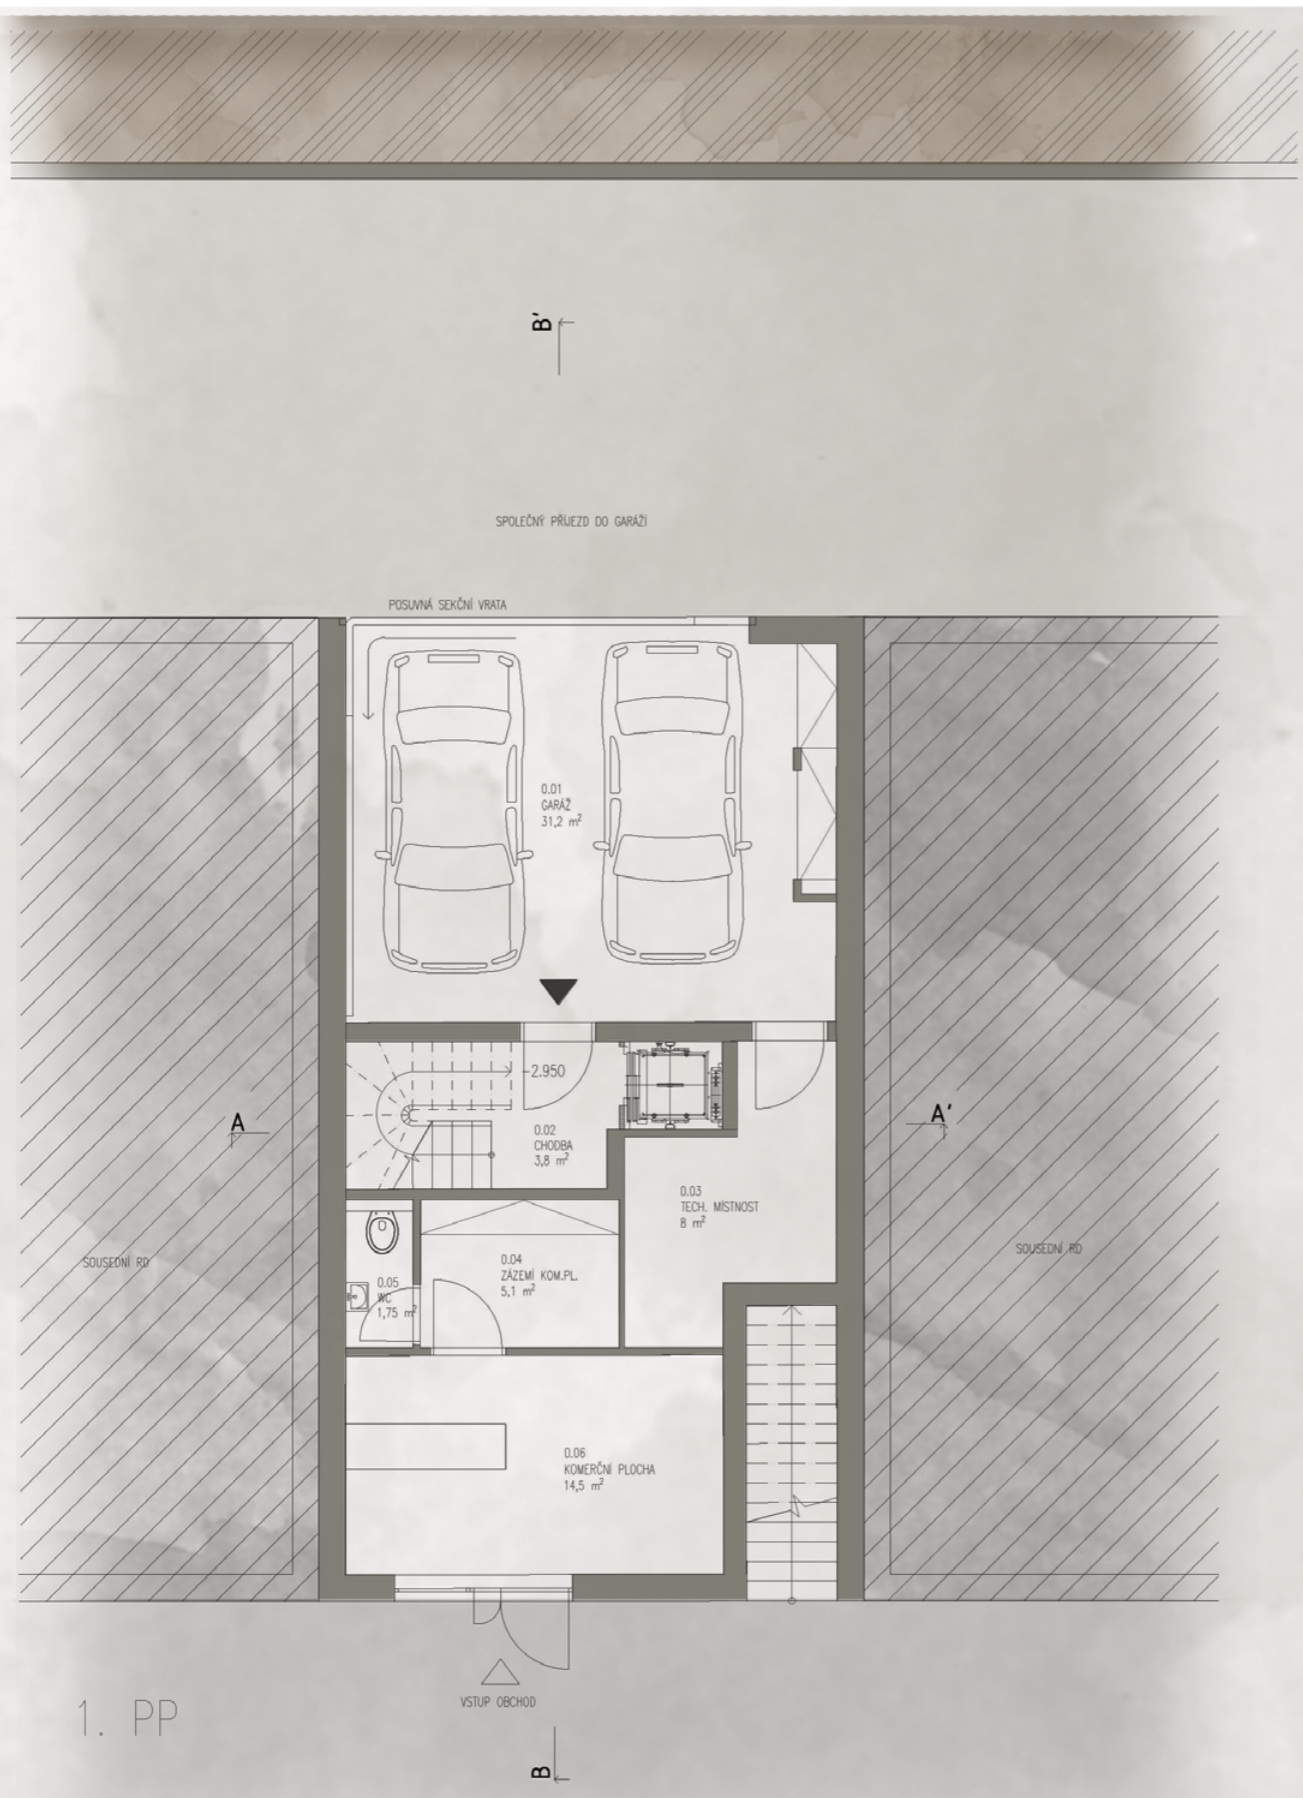 B'
SPOLEČNÝ PŘÍJEZD DO GARÁŽÍ
POSUVNÁ SEKČNÍ VRATA
0.01
GARÁŽ
31,2 m²
-2.950
A
A'
0.02
CHODBA
3,8 m²
0.03
TECH. MÍSTNOST
8 m²
SOUSEDNÍ RD
SOUSEDNÍ RD
0.04
ZÁZEMÍ KOM.PL.
5,1 m²
0.05
WC
1,75 m²
0.06
KOMERČNÍ PLOCHA
14,5 m²
VSTUP OBCHOD
1. PP
B